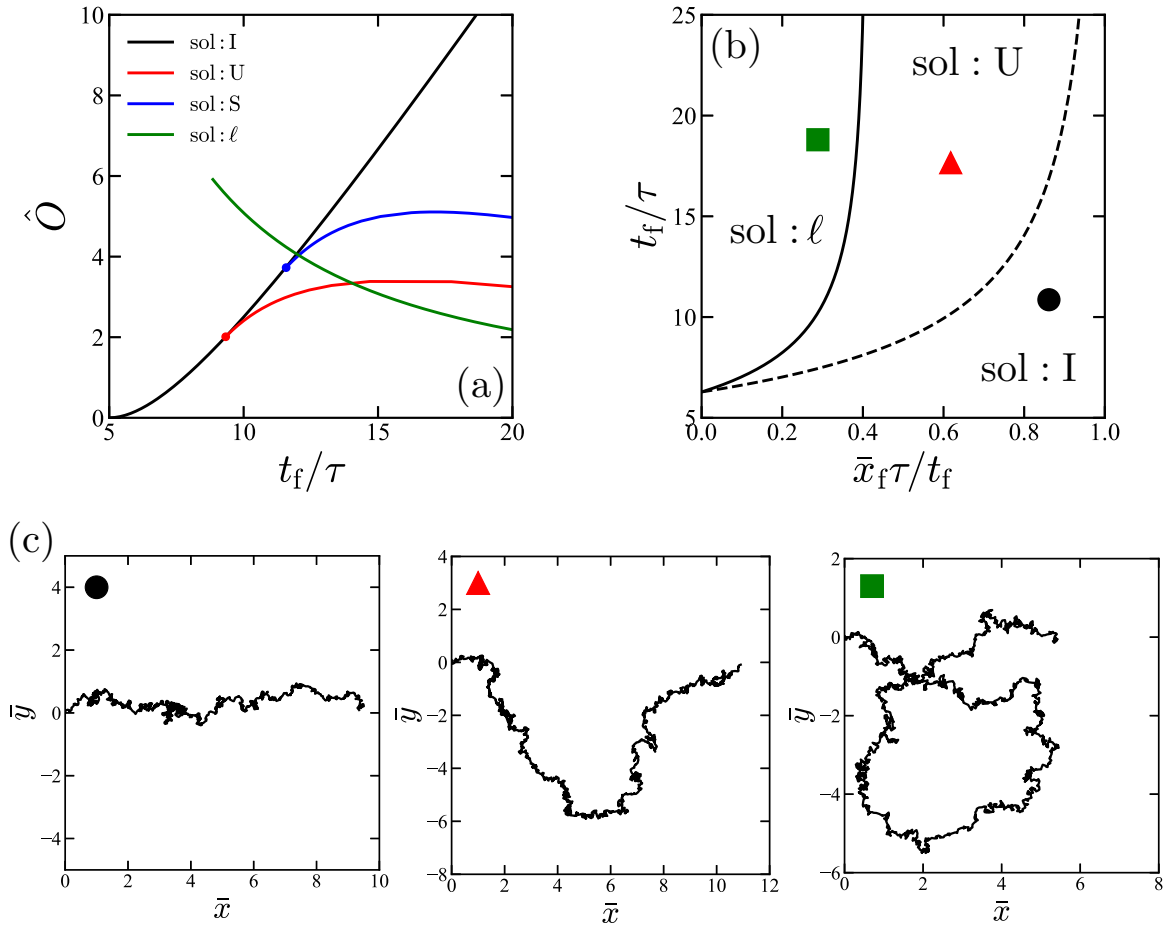 10
8
6
4
2
0
Ô
sol: I
sol: U
sol: S
sol: ℓ
(a)
5
10
15
20
t_f/τ
25
20
15
10
5
t_f/τ
(b)
sol : U
sol : ℓ
sol : I
0.0
0.2
0.4
0.6
0.8
1.0
x̄_f τ/t_f
(c)
4
2
0
−2
−4
ȳ
0
2
4
6
8
10
x̄
4
2
0
−2
−4
−6
−8
ȳ
0
2
4
6
8
10
12
x̄
2
0
−2
−4
−6
ȳ
0
2
4
6
8
x̄